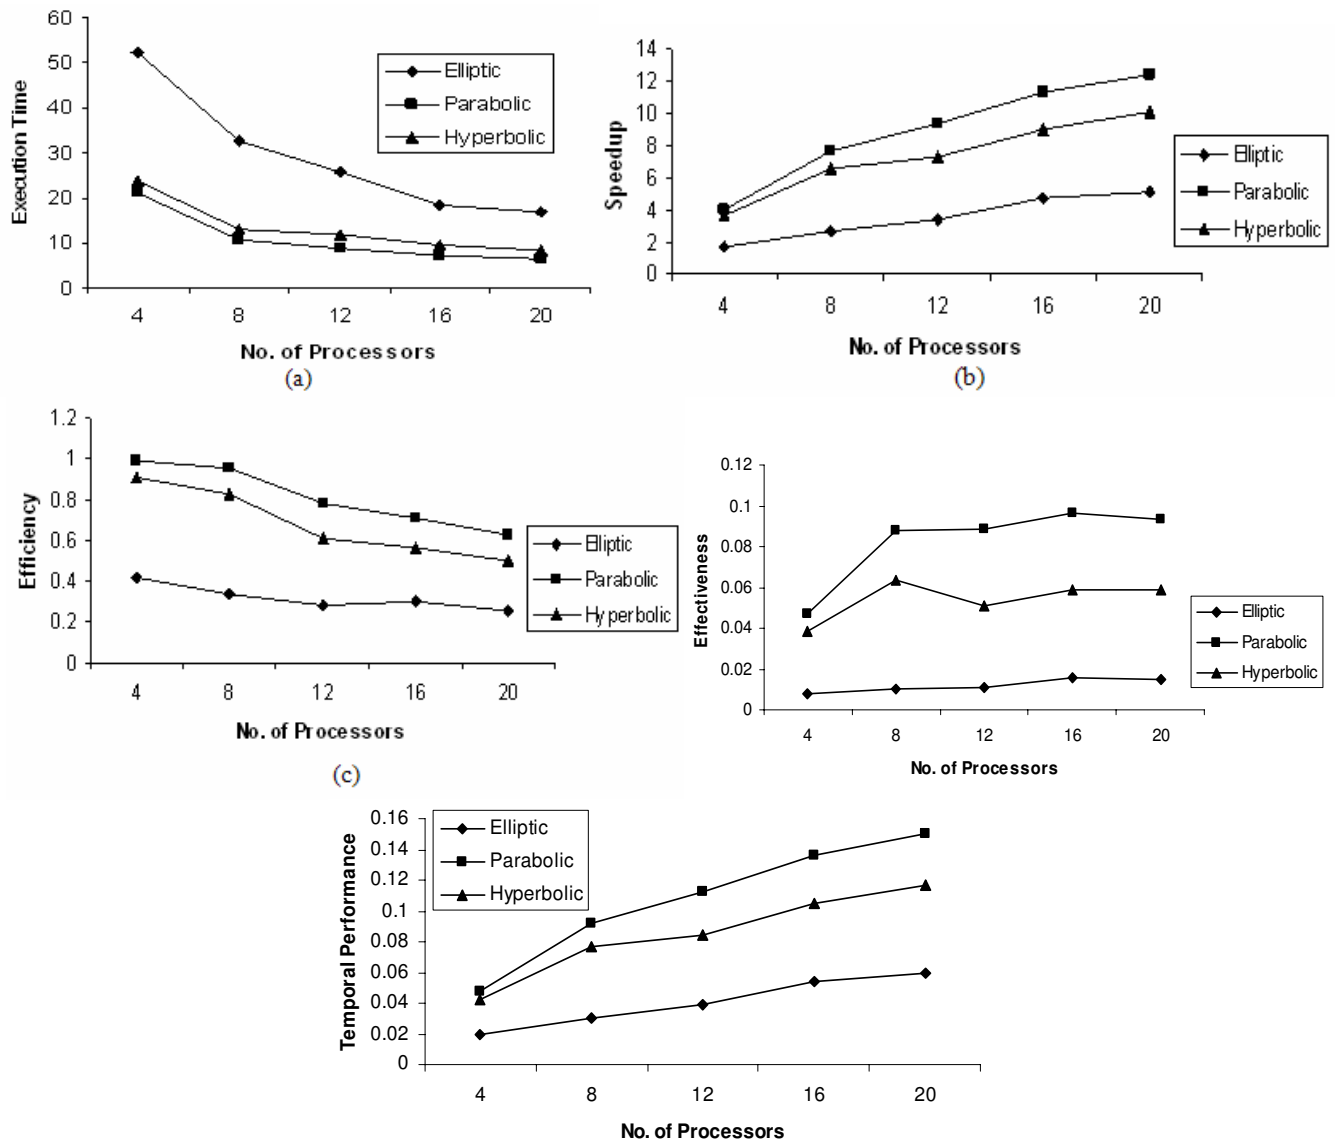 60
50
40
30
20
10
0
Execution Time
Elliptic
Parabolic
Hyperbolic
4 8 12 16 20
No. of Processors
(a)
14
12
10
8
6
4
2
0
Speedup
Elliptic
Parabolic
Hyperbolic
4 8 12 16 20
No. of Processors
(b)
1.2
1
0.8
0.6
0.4
0.2
0
Efficiency
Elliptic
Parabolic
Hyperbolic
4 8 12 16 20
No. of Processors
(c)
0.12
0.1
0.08
0.06
0.04
0.02
0
Effectiveness
Elliptic
Parabolic
Hyperbolic
4 8 12 16 20
No. of Processors
0.16
0.14
0.12
0.1
0.08
0.06
0.04
0.02
0
Temporal Performance
Elliptic
Parabolic
Hyperbolic
4 8 12 16 20
No. of Processors